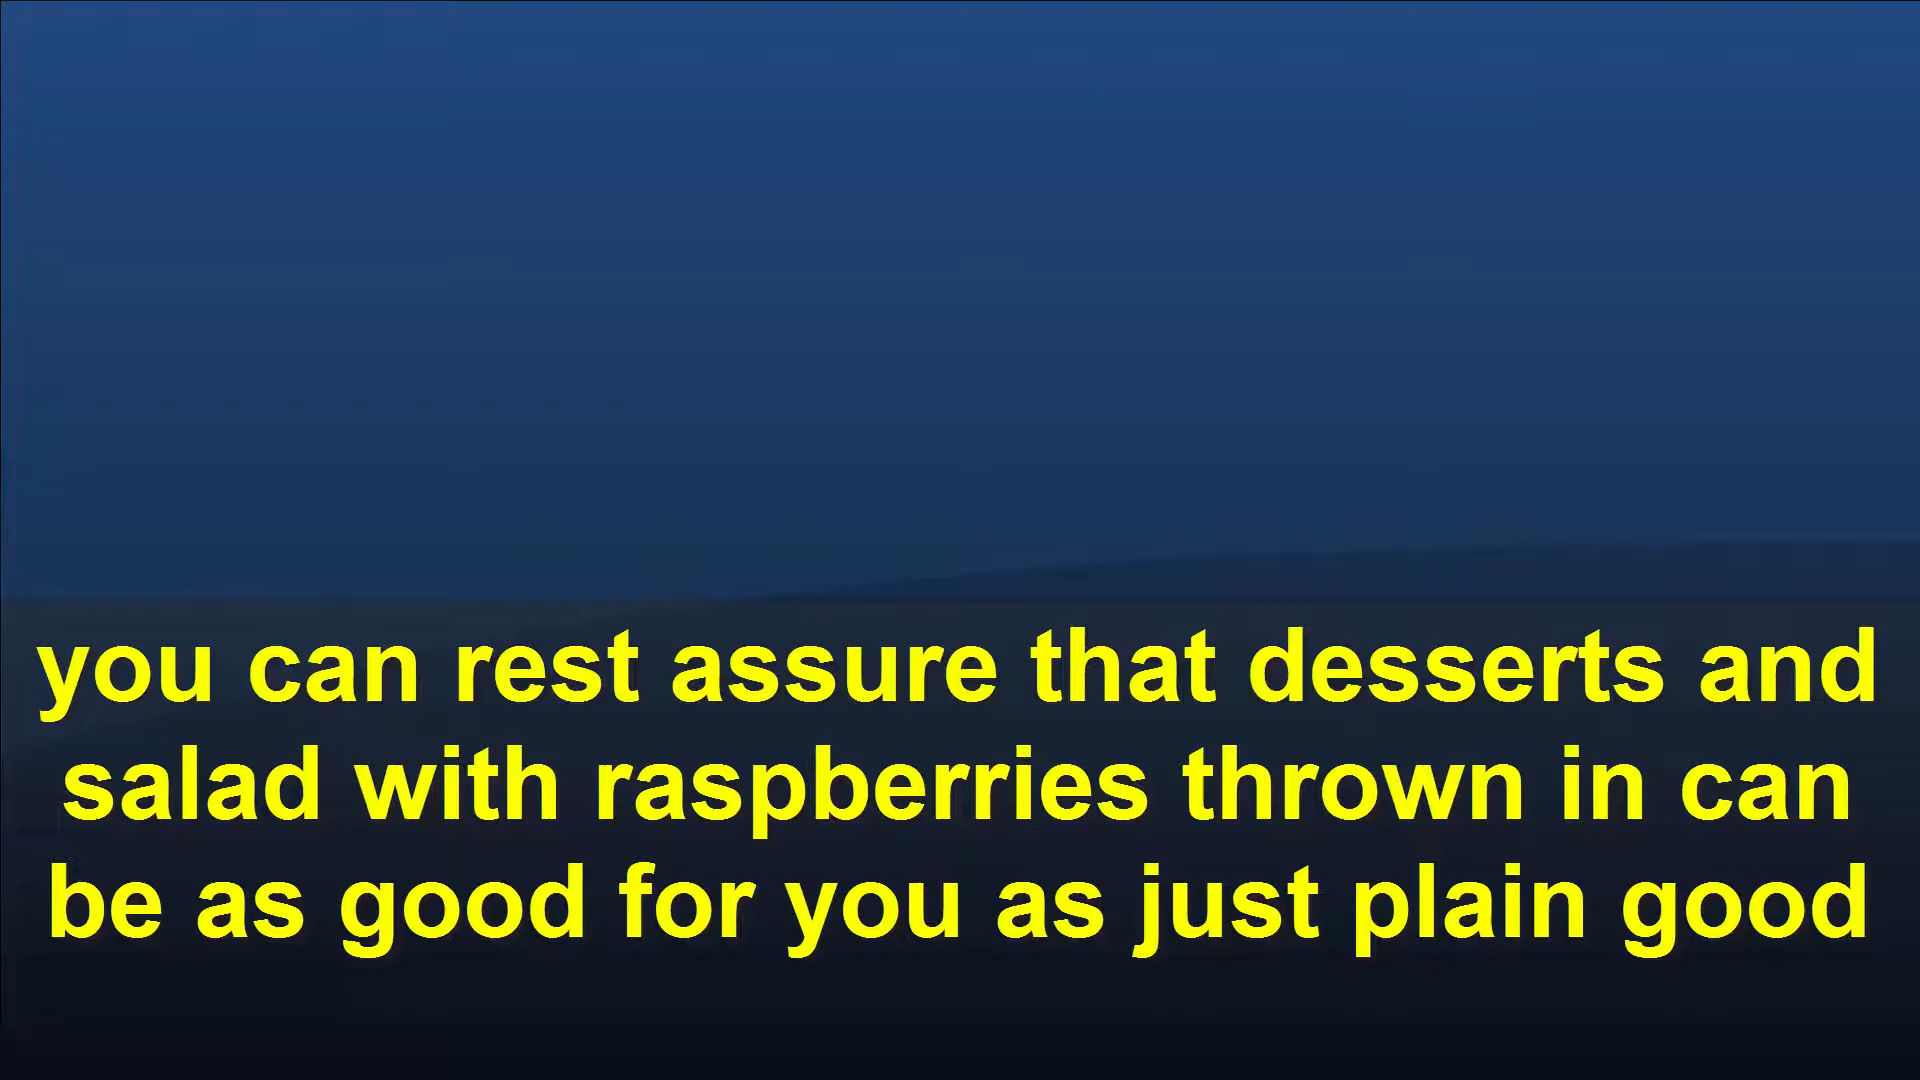 you can rest assure that desserts and
salad with raspberries thrown in can
be as good for you as just plain good